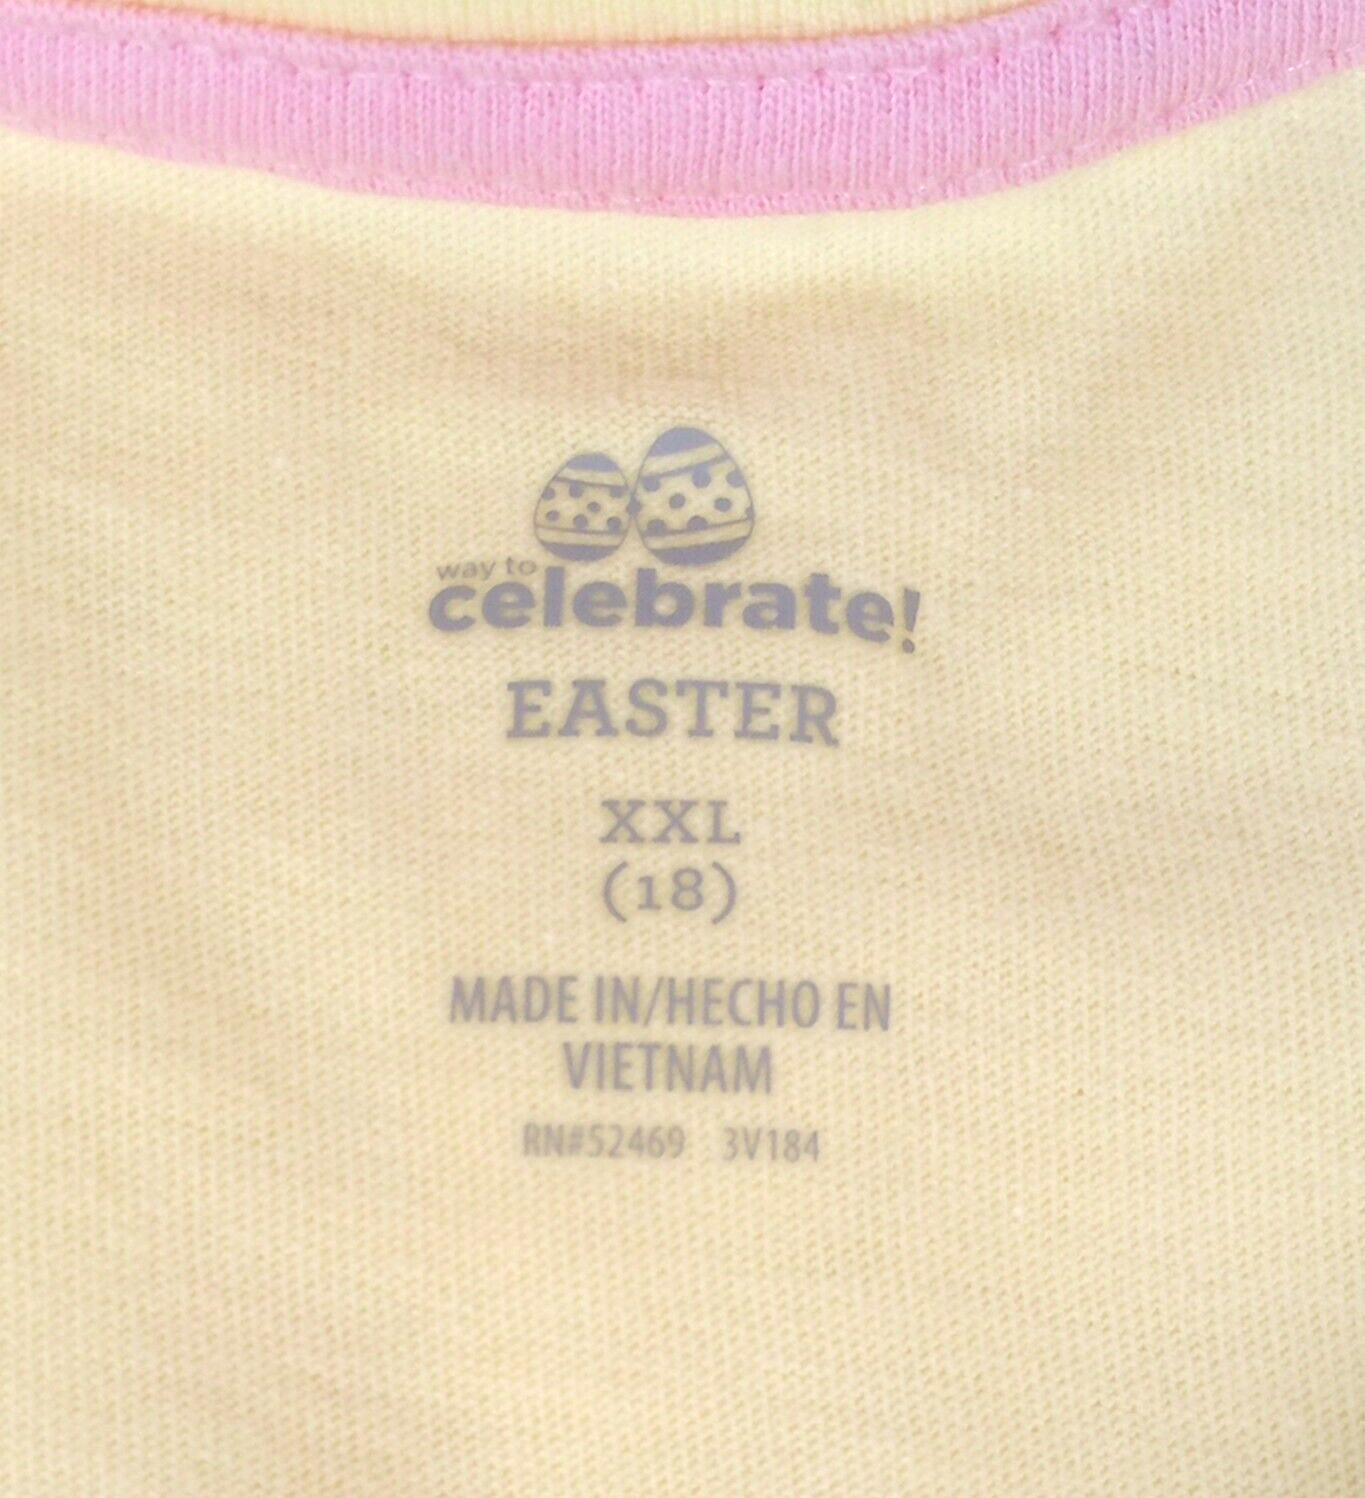 way to
celebrate!
EASTER
XXL
(18)
MADE IN/HECHO EN
VIETNAM
RN#52469 3V184